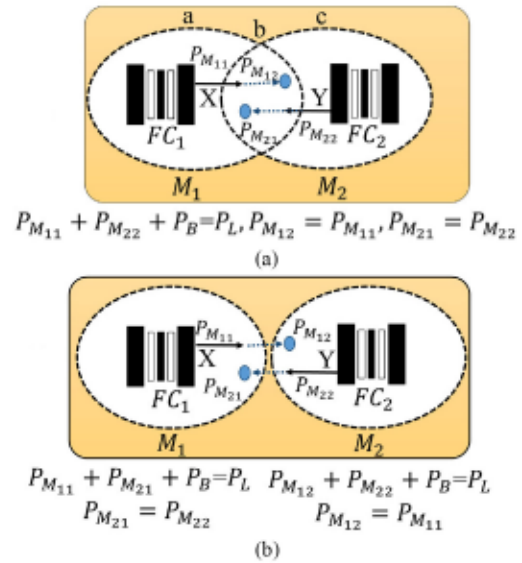 a b c
P_{M_{11}} P_{M_{12}}
X Y
P_{M_{21}} P_{M_{22}}
FC_1 FC_2
M_1 M_2
P_{M_{11}} + P_{M_{22}} + P_B=P_L, P_{M_{12}} = P_{M_{11}}, P_{M_{21}} = P_{M_{22}}
(a)
P_{M_{11}} P_{M_{12}}
X Y
P_{M_{21}} P_{M_{22}}
FC_1 FC_2
M_1 M_2
P_{M_{11}} + P_{M_{21}} + P_B=P_L P_{M_{12}} + P_{M_{22}} + P_B=P_L
P_{M_{21}} = P_{M_{22}} P_{M_{12}} = P_{M_{11}}
(b)